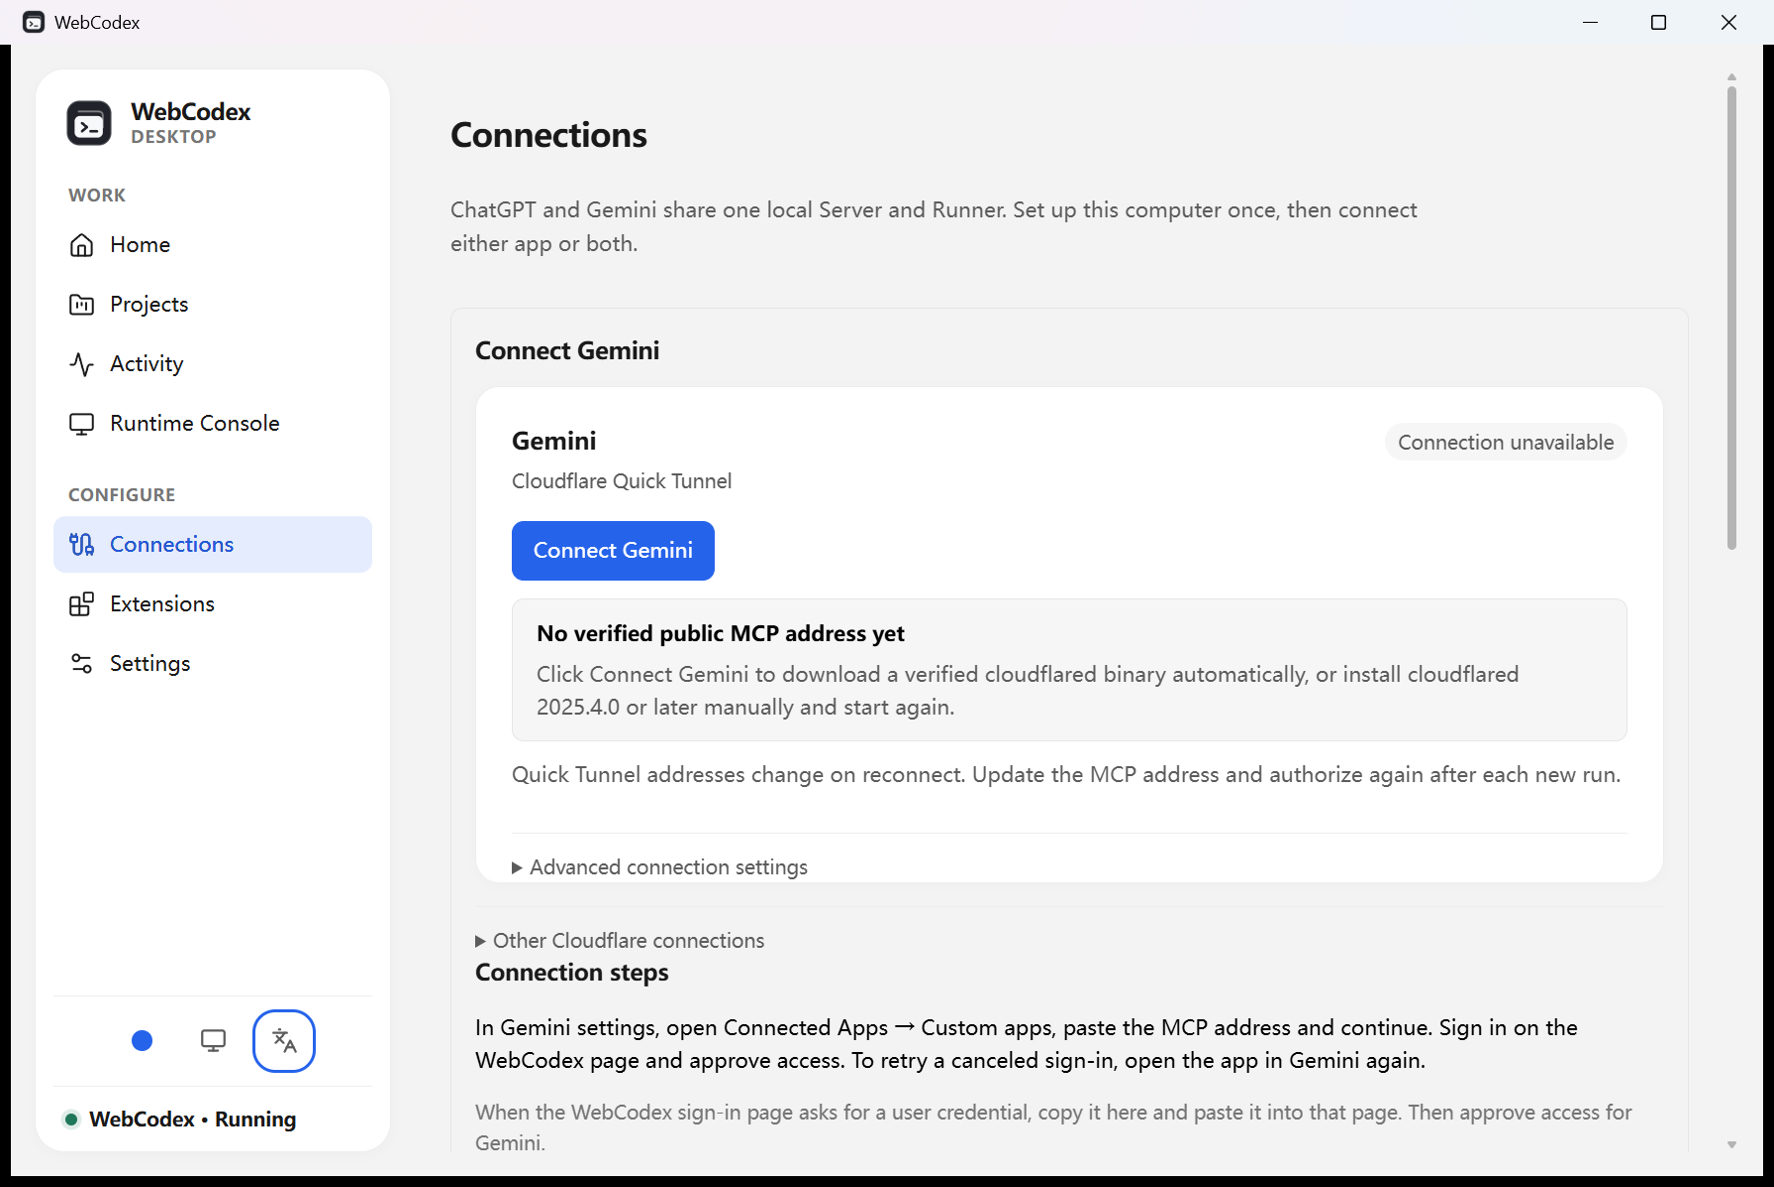 WebCodex
WebCodex
DESKTOP
WORK
Home
Projects
Activity
Runtime Console
CONFIGURE
Connections
Extensions
Settings
WebCodex • Running
Connections
ChatGPT and Gemini share one local Server and Runner. Set up this computer once, then connect
either app or both.
Connect Gemini
Gemini
Connection unavailable
Cloudflare Quick Tunnel
Connect Gemini
No verified public MCP address yet
Click Connect Gemini to download a verified cloudflared binary automatically, or install cloudflared
2025.4.0 or later manually and start again.
Quick Tunnel addresses change on reconnect. Update the MCP address and authorize again after each new run.
Advanced connection settings
Other Cloudflare connections
Connection steps
In Gemini settings, open Connected Apps → Custom apps, paste the MCP address and continue. Sign in on the
WebCodex page and approve access. To retry a canceled sign-in, open the app in Gemini again.
When the WebCodex sign-in page asks for a user credential, copy it here and paste it into that page. Then approve access for
Gemini.